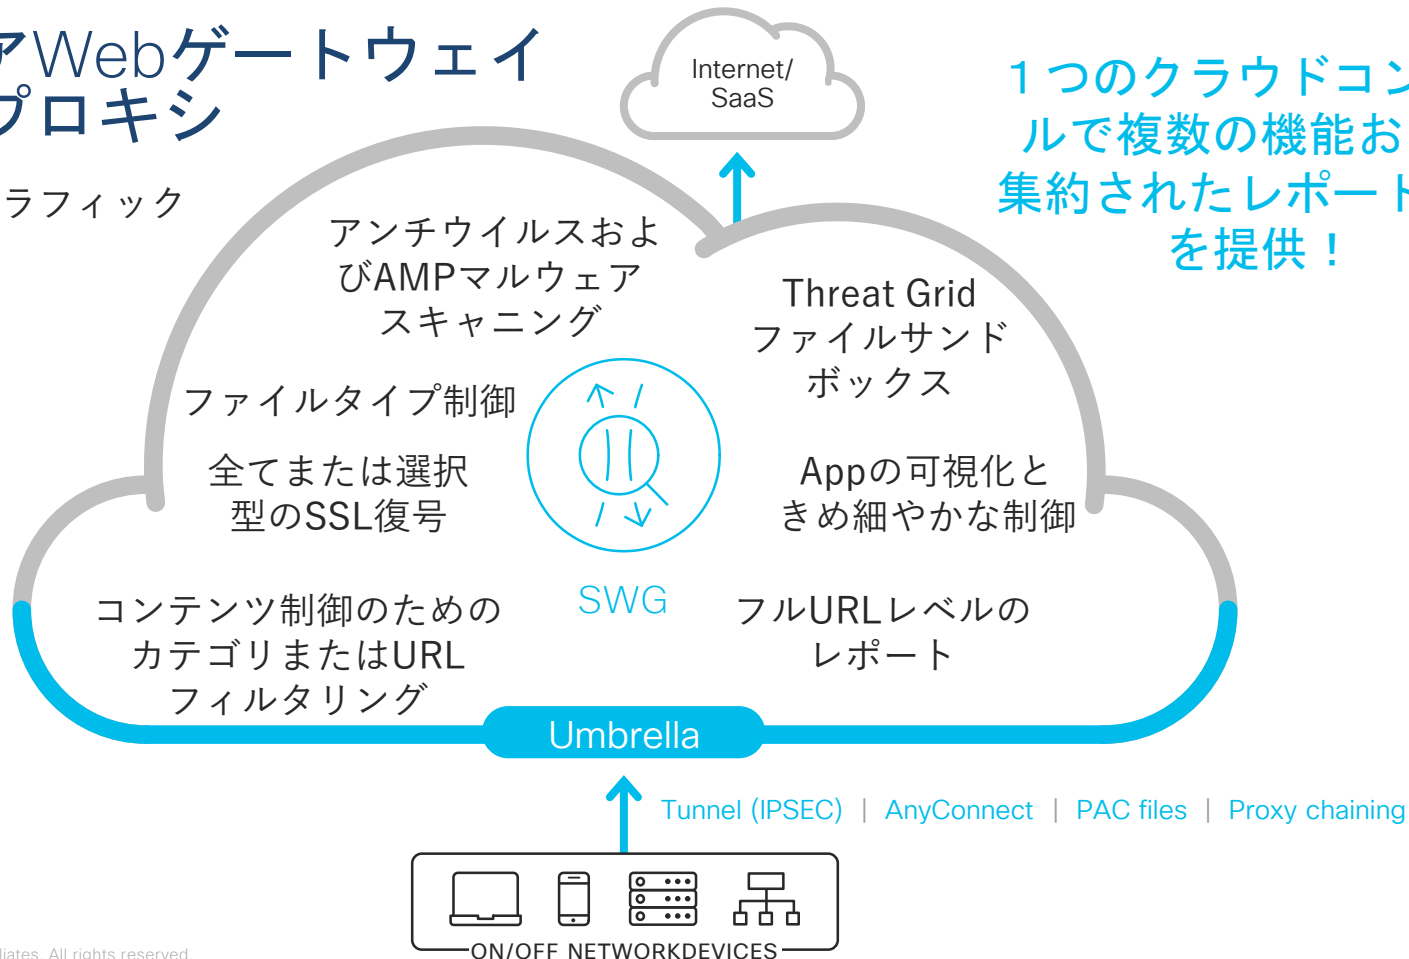 アWebゲートウェイ
プロキシ
ラフィック
Internet/
SaaS
１つのクラウドコン
ルで複数の機能お
集約されたレポート
を提供！
アンチウイルスおよ
びAMPマルウェア
スキャニング
Threat Grid
ファイルサンド
ボックス
ファイルタイプ制御
全てまたは選択
型のSSL復号
Appの可視化と
きめ細やかな制御
コンテンツ制御のための
カテゴリまたはURL
フィルタリング
SWG
フルURLレベルの
レポート
Umbrella
Tunnel (IPSEC) | AnyConnect | PAC files | Proxy chaining
ON/OFF NETWORKDEVICES
liates. All rights reserved.